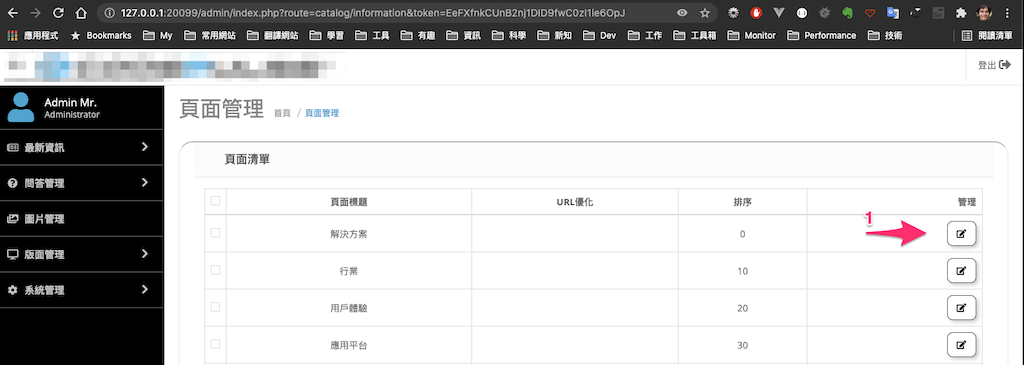 127.0.0.1:20099/admin/index.php?route=catalog/information&token=EeFXfnkCUnB2nj1DID9fwC0zI1le6OpJ
應用程式 Bookmarks My 常用網站 翻譯網站 學習 工具 有趣 資訊 科學 新知 Dev 工作 工具箱 Monitor Performance 技術 閱讀清單
登出
Admin Mr.
Administrator
最新資訊
問答管理
圖片管理
版面管理
系統管理
頁面管理 首頁 / 頁面管理
頁面清單
頁面標題 URL優化 排序 管理
1
解決方案 0
行業 10
用戶體驗 20
應用平台 30